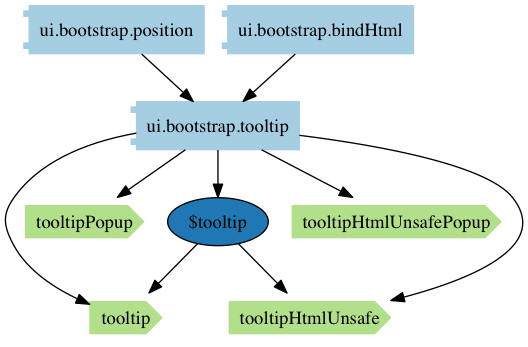 ui.bootstrap.position
ui.bootstrap.bindHtml
ui.bootstrap.tooltip
tooltipPopup
$tooltip
tooltipHtmlUnsafePopup
tooltip
tooltipHtmlUnsafe